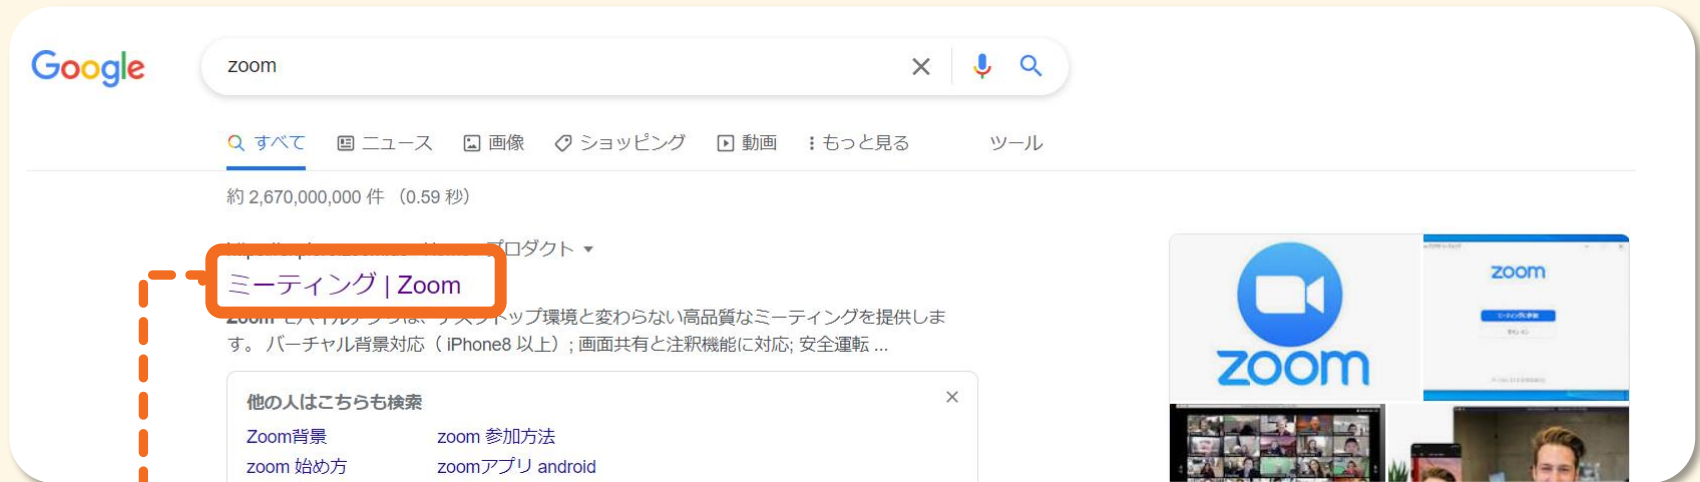 Google
zoom
すべて ニュース 画像 ショッピング 動画 もっと見る ツール
約 2,670,000,000 件 (0.59 秒)
プロダクト
ミーティング | Zoom
す。 バーチャル背景対応 ( iPhone8 以上) ; 画面共有と注釈機能に対応; 安全運転 ...
トップ環境と変わらない高品質なミーティングを提供しま
他の人はこちらも検索
Zoom背景 zoom 参加方法
zoom 始め方 zoomアプリ android
zoom
zoom